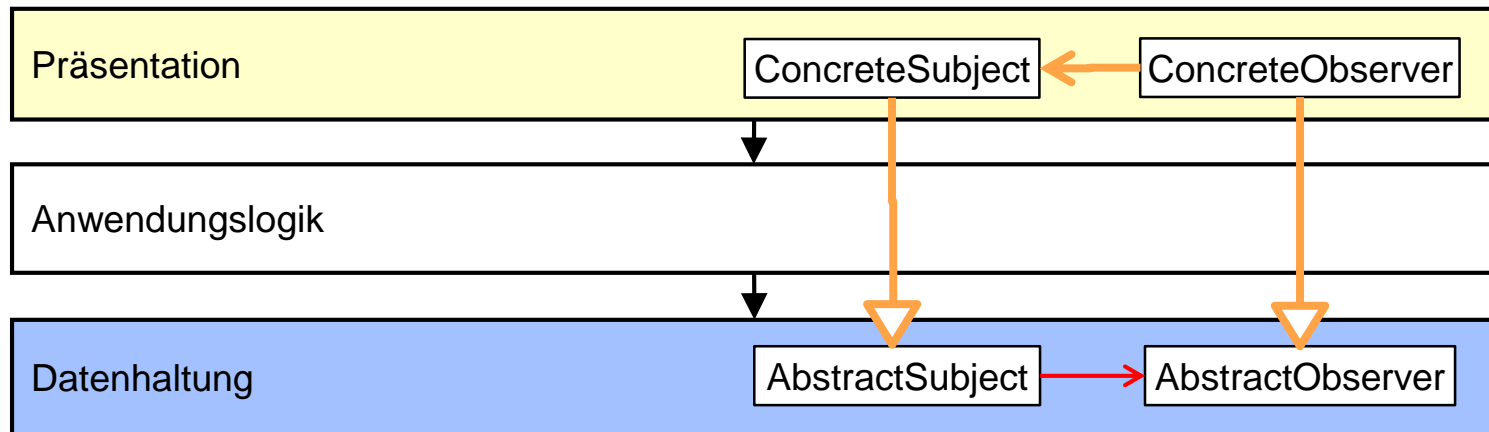 Präsentation
ConcreteSubject ConcreteObserver
Anwendungslogik
Datenhaltung
AbstractSubject AbstractObserver